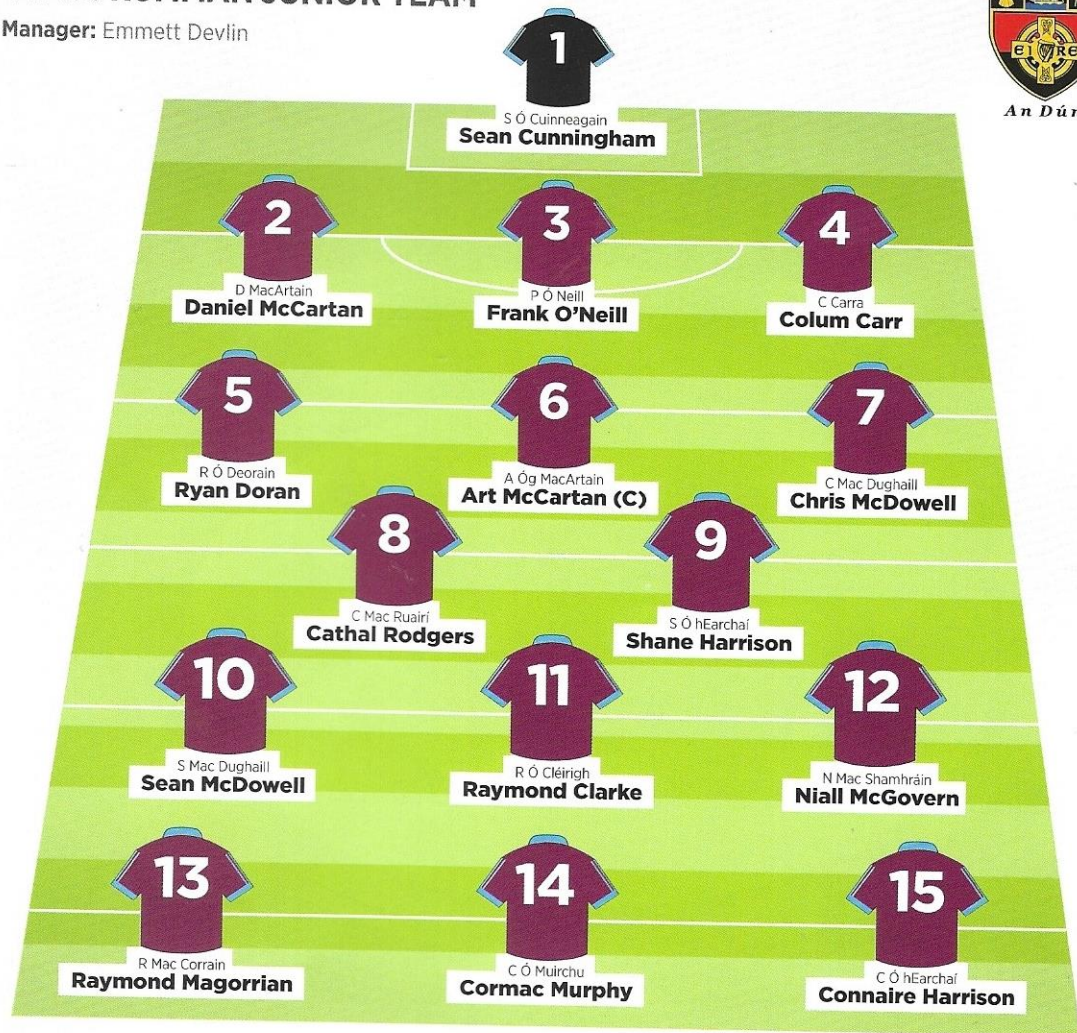 JUNIOR TEAM
Manager: Emmett Devlin
EIRE
An Dún
1
S Ó Cuinneagain
Sean Cunningham
2
D MacArtain
Daniel McCartan
3
P Ó Neill
Frank O'Neill
4
C Carra
Colum Carr
5
R Ó Deorain
Ryan Doran
6
A Óg MacArtain
Art McCartan (C)
7
C Mac Dughaill
Chris McDowell
8
C Mac Ruairí
Cathal Rodgers
9
S Ó hEarchaí
Shane Harrison
10
S Mac Dughaill
Sean McDowell
11
R Ó Cléirigh
Raymond Clarke
12
N Mac Shamhráin
Niall McGovern
13
R Mac Corrain
Raymond Magorrian
14
C Ó Muirchu
Cormac Murphy
15
C Ó hEarchaí
Connaire Harrison